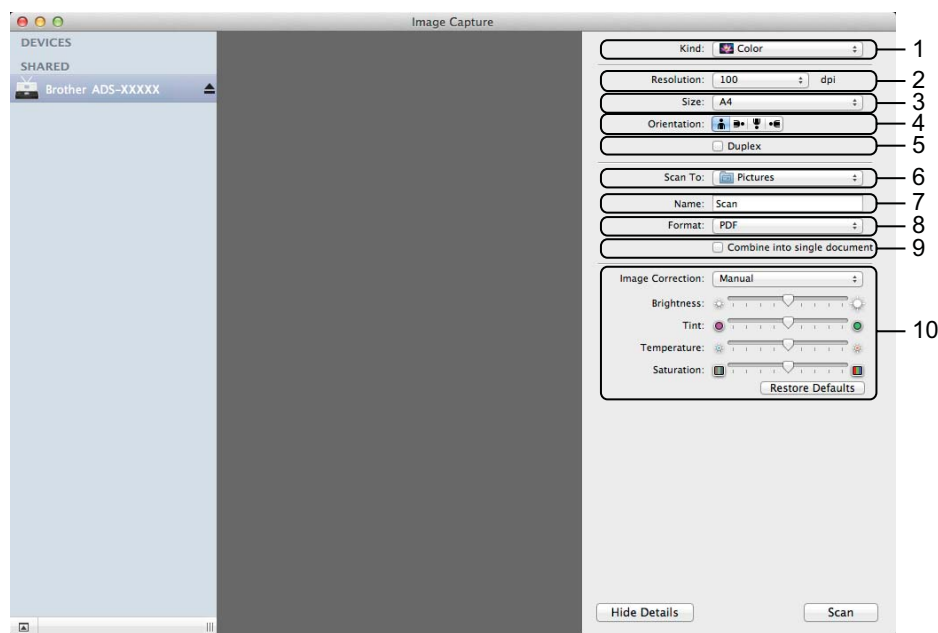 Image Capture
DEVICES
SHARED
Brother ADS-XXXXX
Kind: Color 1
Resolution: 100 dpi 2
Size: A4 3
Orientation: 4
Duplex 5
Scan To: Pictures 6
Name: Scan 7
Format: PDF 8
Combine into single document 9
Image Correction: Manual
Brightness:
Tint: 10
Temperature:
Saturation:
Restore Defaults
Hide Details Scan